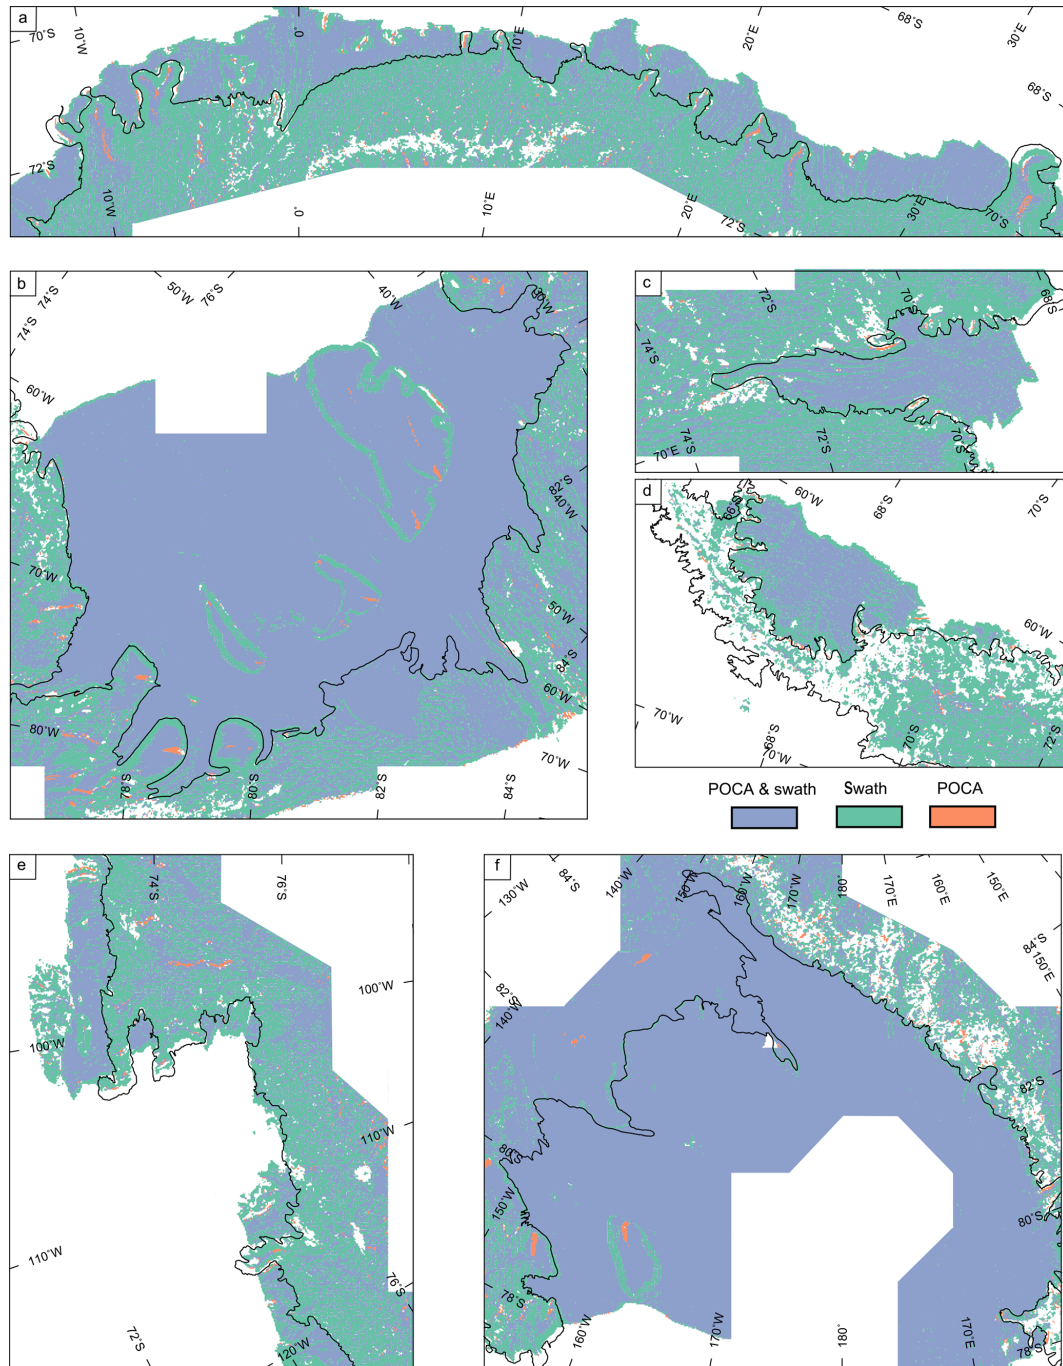 a
70°S
10°W
0°
10°E
20°E
68°S
30°E
68°S
72°S
10°W
0°
10°E
20°E
72°S
30°E
70°S
b
74°S
50°W
76°S
40°W
30°W
74°S
60°W
82°S
40°W
70°W
50°W
84°S
60°W
80°W
70°W
78°S
80°S
82°S
84°S
c
72°S
70°S
68°S
74°S
70°E
74°S
72°S
70°S
d
66°S
60°W
68°S
70°S
60°W
70°W
68°S
70°W
70°S
72°S
POCA & swath
Swath
POCA
e
74°S
76°S
100°W
100°W
110°W
110°W
76°S
72°S
120°W
f
130°W
84°S
140°W
150°W
160°W
170°W
180°
170°E
160°E
150°E
84°S
150°E
82°S
140°W
82°S
80°S
150°W
80°S
78°S
160°W
170°W
180°
170°E
78°S